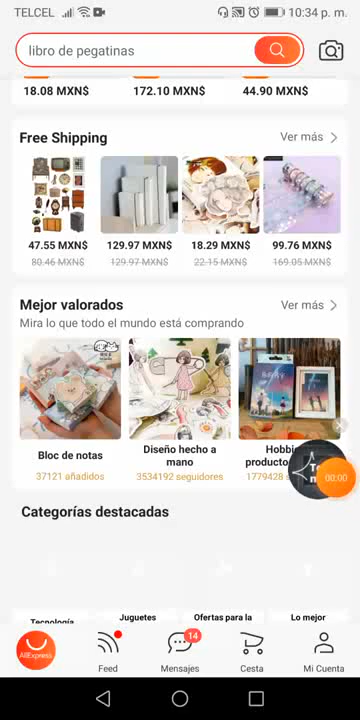 TELCEL 10:34 p. m.
libro de pegatinas
18.08 MXN$ 172.10 MXN$ 44.90 MXN$
Free Shipping Ver más
47.55 MXN$ 129.97 MXN$ 18.29 MXN$ 99.76 MXN$
80.46 MXN$ 129.97 MXN$ 22.15 MXN$ 169.05 MXN$
Mejor valorados Ver más
Mira lo que todo el mundo está comprando
Bloc de notas
37121 añadidos
Diseño hecho a
mano
3534192 seguidores
Hobbi
producto
1779428 s
00:00
Categorías destacadas
Tecnología Juguetes Ofertas para la Lo mejor
AliExpress
Feed
14
Mensajes
Cesta
Mi Cuenta